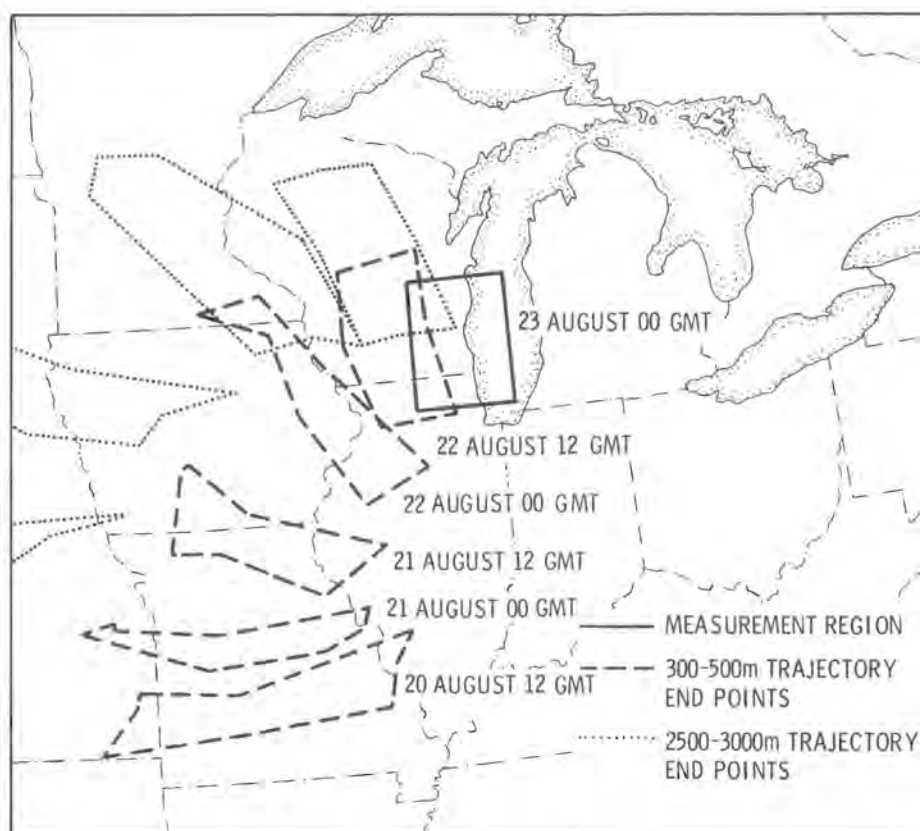 23 AUGUST 00 GMT
22 AUGUST 12 GMT
22 AUGUST 00 GMT
21 AUGUST 12 GMT
21 AUGUST 00 GMT
20 AUGUST 12 GMT
MEASUREMENT REGION
300-500m TRAJECTORY
END POINTS
2500-3000m TRAJECTORY
END POINTS